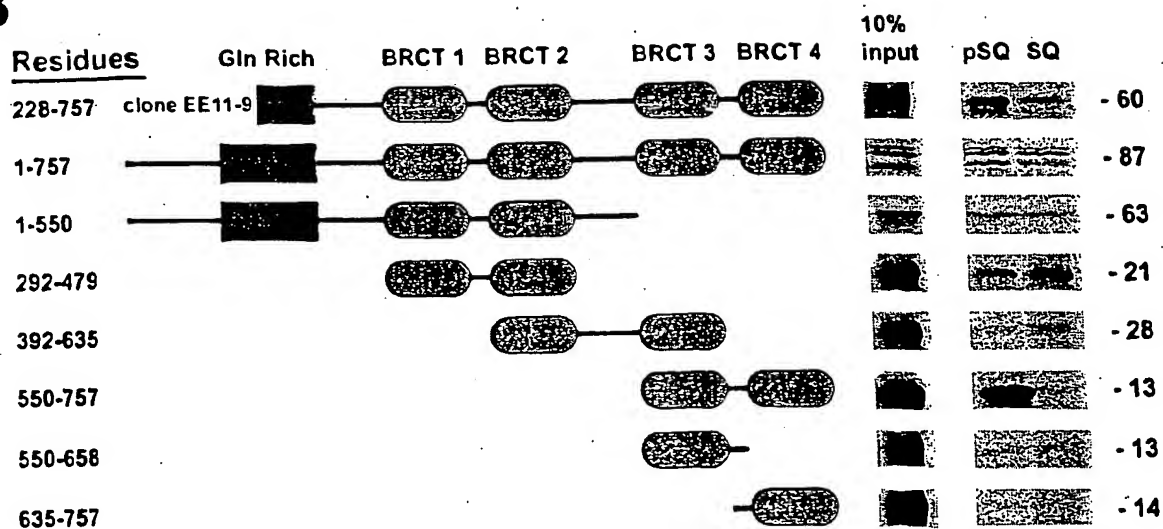 B
10%
Residues Gln Rich BRCT 1 BRCT 2 BRCT 3 BRCT 4 input pSQ SQ
228-757 clone EE11-9 - 60
1-757 - 87
1-550 - 63
292-479 - 21
392-635 - 28
550-757 - 13
550-658 - 13
635-757 - 14